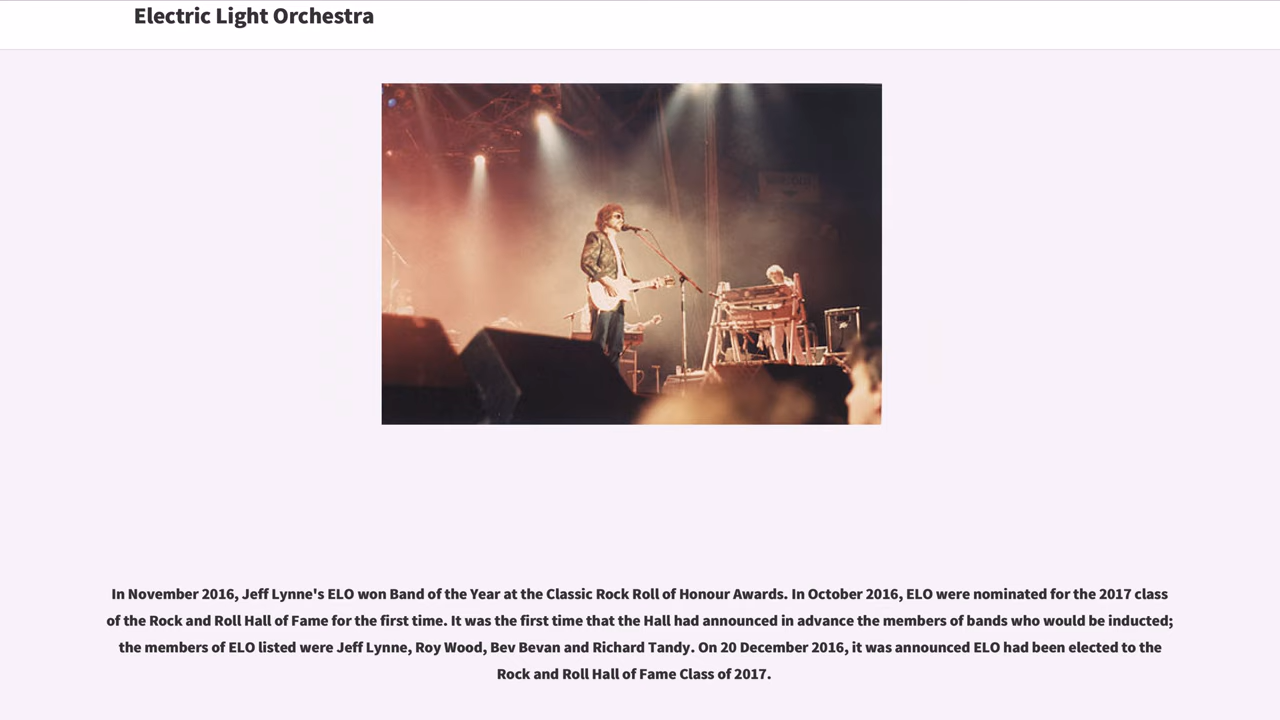 Electric Light Orchestra
In November 2016, Jeff Lynne's ELO won Band of the Year at the Classic Rock Roll of Honour Awards. In October 2016, ELO were nominated for the 2017 class
of the Rock and Roll Hall of Fame for the first time. It was the first time that the Hall had announced in advance the members of bands who would be inducted;
the members of ELO listed were Jeff Lynne, Roy Wood, Bev Bevan and Richard Tandy. On 20 December 2016, it was announced ELO had been elected to the
Rock and Roll Hall of Fame Class of 2017.